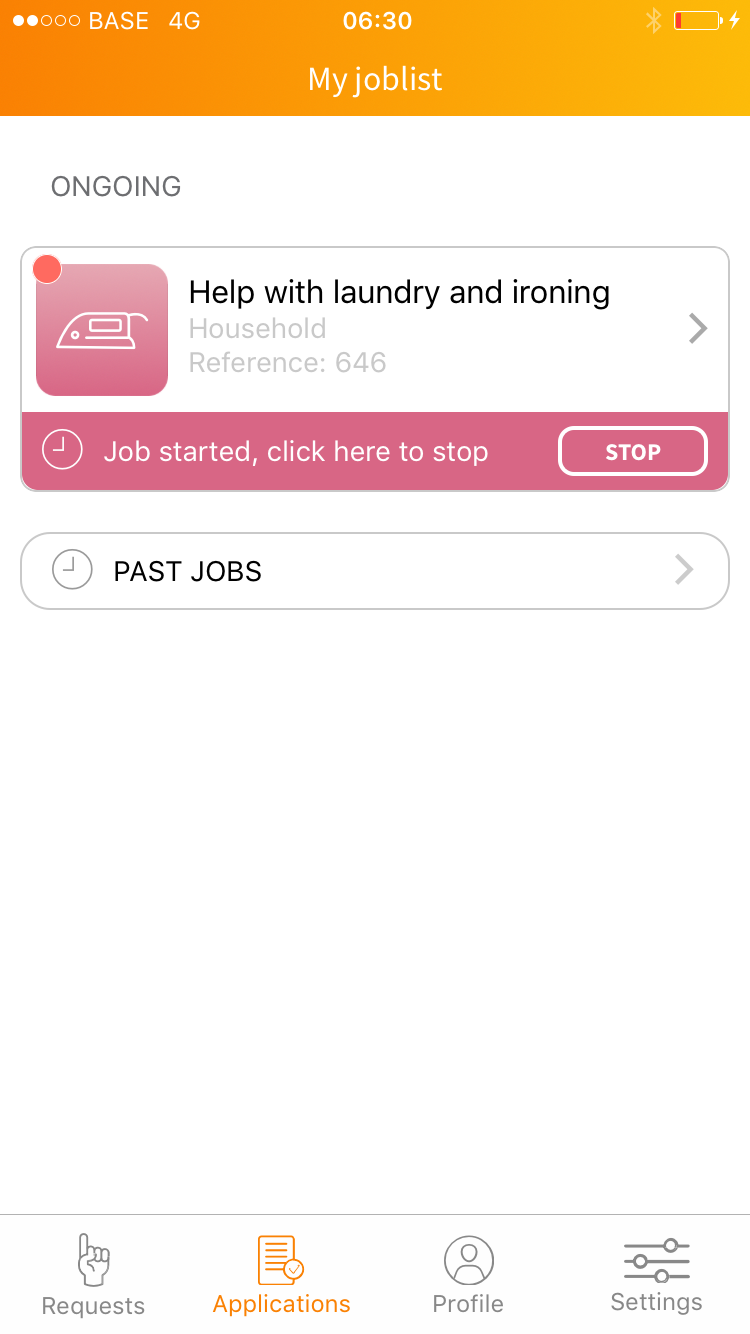 BASE 4G 06:30
My joblist
ONGOING
Help with laundry and ironing
Household
Reference: 646
Job started, click here to stop STOP
PAST JOBS
Requests Applications Profile Settings